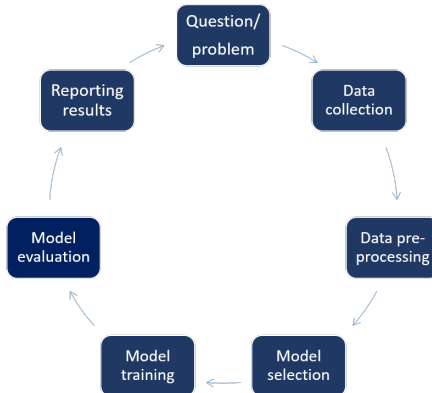 Question/
problem
Data
collection
Data pre-
processing
Model
selection
Model
training
Model
evaluation
Reporting
results